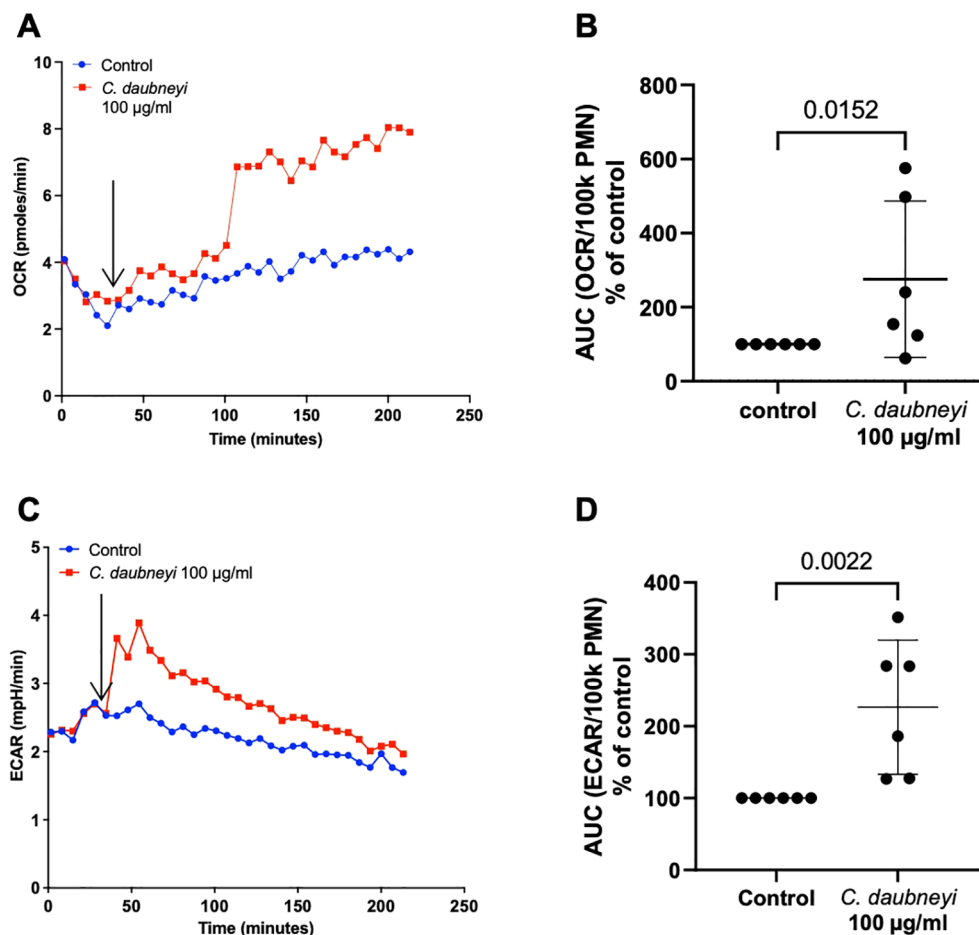 A
Control
C. daubneyi
100 µg/ml
10
8
6
4
2
0
OCR (pmoles/min)
0 50 100 150 200 250
Time (minutes)
B
0.0152
800
600
400
200
0
AUC (OCR/100k PMN)
% of control
control
C. daubneyi
100 µg/ml
C
Control
C. daubneyi 100 µg/ml
5
4
3
2
1
0
ECAR (mpH/min)
0 50 100 150 200 250
Time (minutes)
D
0.0022
400
300
200
100
0
AUC (ECAR/100k PMN)
% of control
Control
C. daubneyi
100 µg/ml